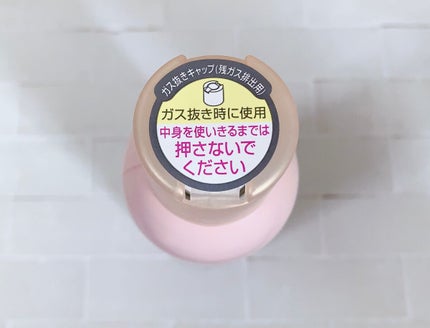 ガス抜きキャップ(残ガス排出用)
ガス抜き時に使用
中身を使いきるまでは
押さないで
ください